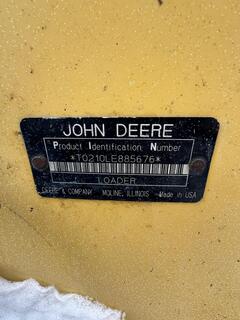 JOHN DEERE
Product Identification Number
*T0210LE885676*
LOADER
DEERE & COMPANY MOLINE, ILLINOIS Made in USA